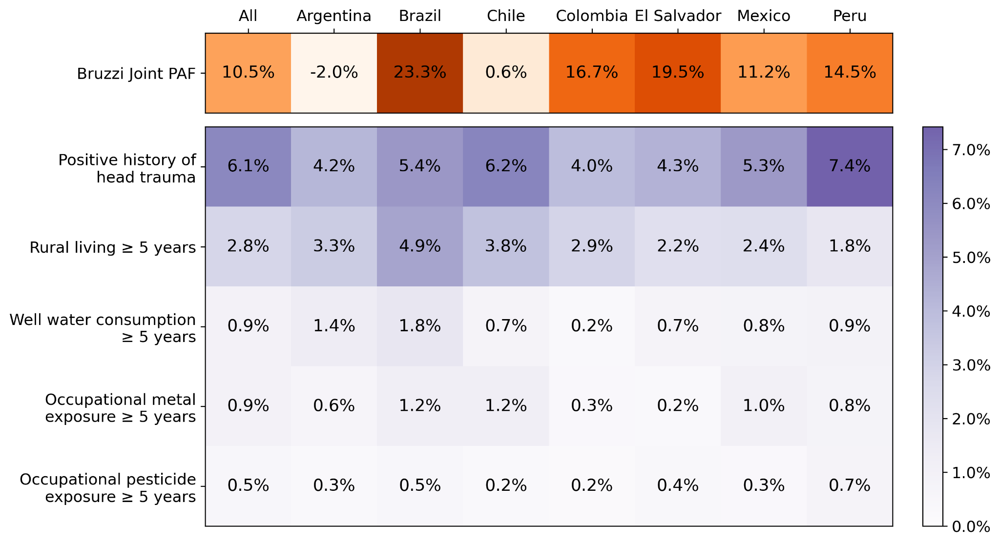 All Argentina Brazil Chile Colombia El Salvador Mexico Peru
Bruzzi Joint PAF 10.5% -2.0% 23.3% 0.6% 16.7% 19.5% 11.2% 14.5%
Positive history of
head trauma
6.1% 4.2% 5.4% 6.2% 4.0% 4.3% 5.3% 7.4%
Rural living ≥ 5 years 2.8% 3.3% 4.9% 3.8% 2.9% 2.2% 2.4% 1.8%
Well water consumption
≥ 5 years
0.9% 1.4% 1.8% 0.7% 0.2% 0.7% 0.8% 0.9%
Occupational metal
exposure ≥ 5 years
0.9% 0.6% 1.2% 1.2% 0.3% 0.2% 1.0% 0.8%
Occupational pesticide
exposure ≥ 5 years
0.5% 0.3% 0.5% 0.2% 0.2% 0.4% 0.3% 0.7%
7.0%
6.0%
5.0%
4.0%
3.0%
2.0%
1.0%
0.0%